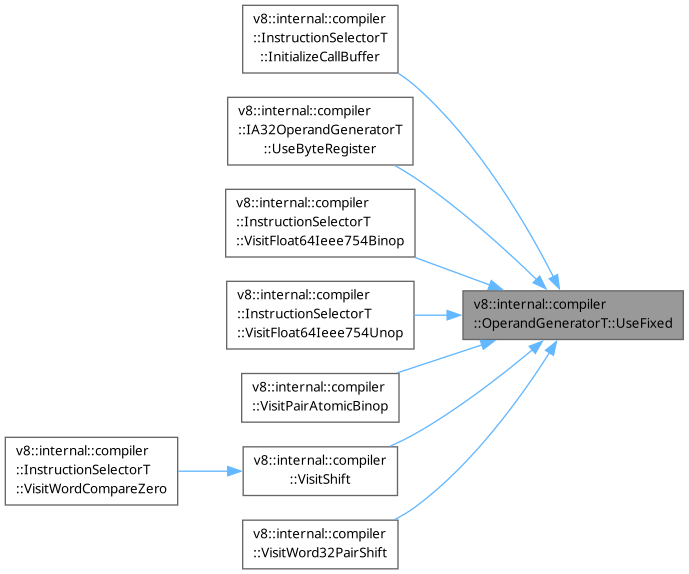 v8::internal::compiler
::InstructionSelectorT
::InitializeCallBuffer
v8::internal::compiler
::IA32OperandGeneratorT
::UseByteRegister
v8::internal::compiler
::InstructionSelectorT
::VisitFloat64Ieee754Binop
v8::internal::compiler
::InstructionSelectorT
::VisitFloat64Ieee754Unop
v8::internal::compiler
::OperandGeneratorT::UseFixed
v8::internal::compiler
::VisitPairAtomicBinop
v8::internal::compiler
::InstructionSelectorT
::VisitWordCompareZero
v8::internal::compiler
::VisitShift
v8::internal::compiler
::VisitWord32PairShift